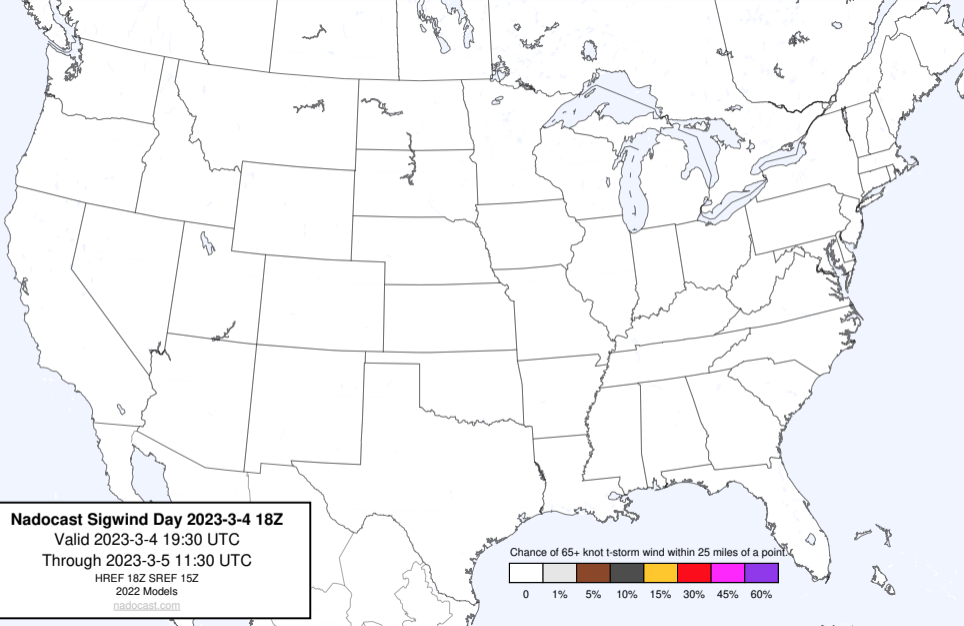 Nadocast Sigwind Day 2023-3-4 18Z
Valid 2023-3-4 19:30 UTC
Through 2023-3-5 11:30 UTC
HREF 18Z SREF 15Z
2022 Models
nadocast.com
Chance of 65+ knot t-storm wind within 25 miles of a point.
0 1% 5% 10% 15% 30% 45% 60%